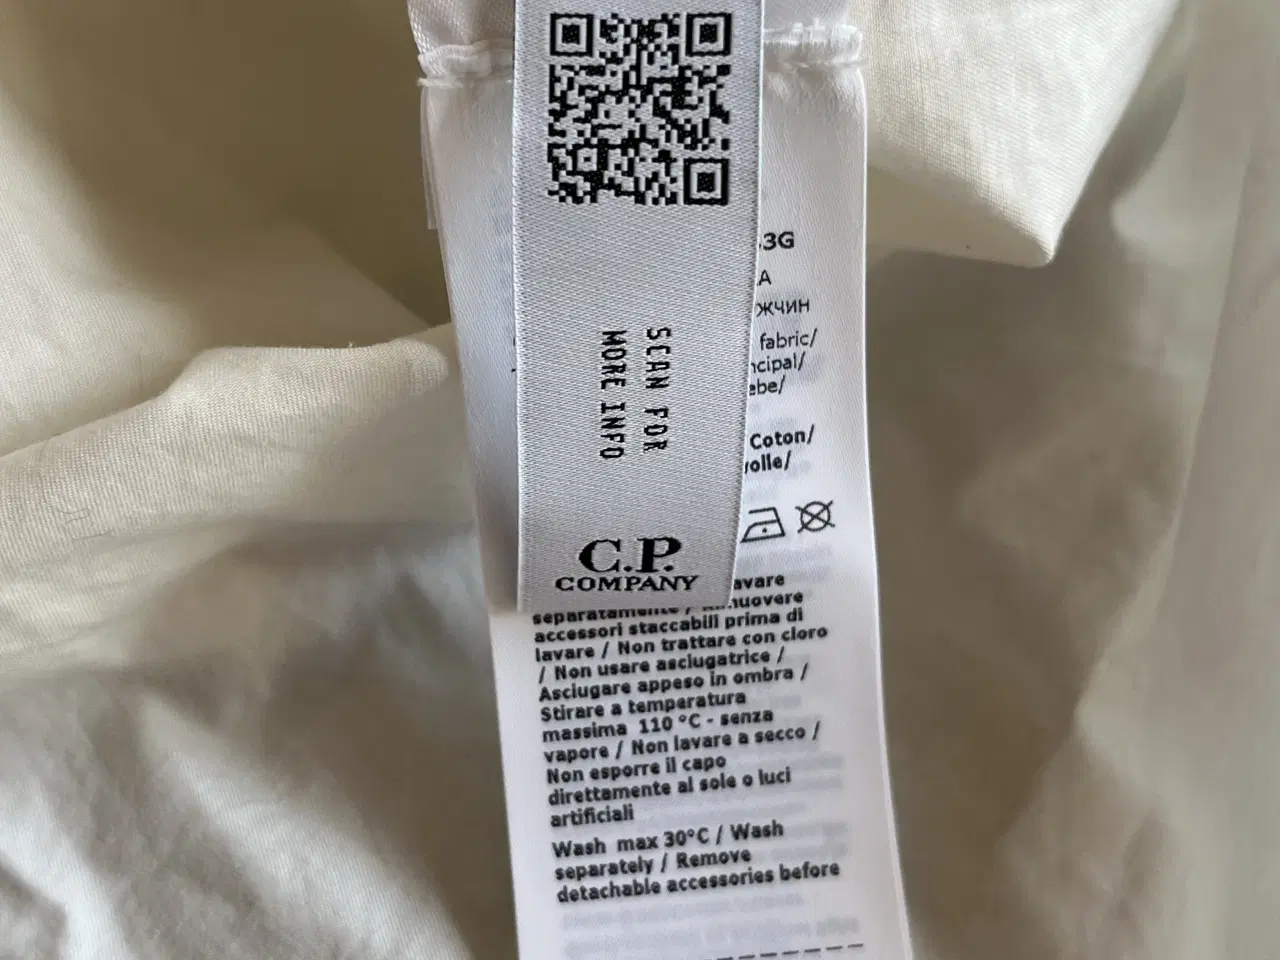 SCAN FOR
MORE INFO
C.P.
COMPANY
3G
A
жчин
fabric/
ncipal/
ebe/
Coton/
olle/
avare
separatamente / Rimuovere
accessori staccabili prima di
lavare / Non trattare con cloro
/ Non usare asciugatrice /
Asciugare appeso in ombra /
Stirare a temperatura
massima 110 °C - senza
vapore / Non lavare a secco /
Non esporre il capo
direttamente al sole o luci
artificiali
Wash max 30°C / Wash
separately / Remove
detachable accessories before